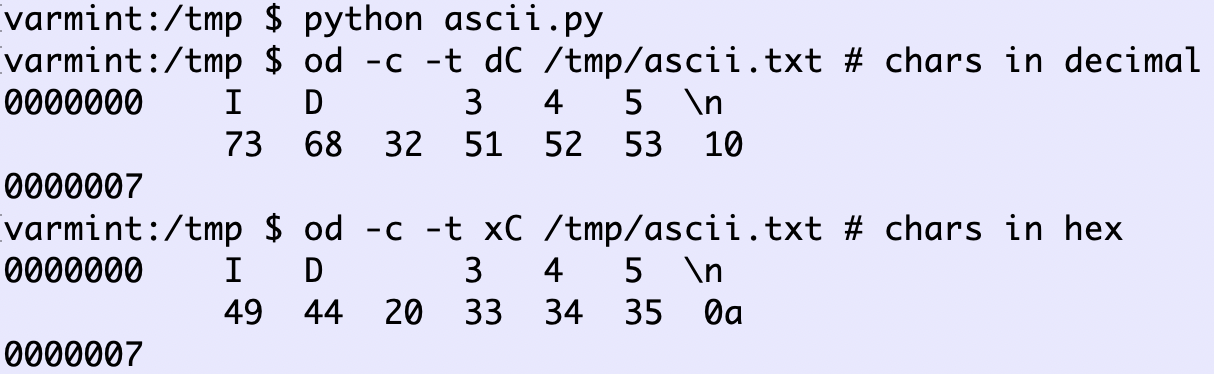 varmint:/tmp $ python ascii.py
varmint:/tmp $ od -c -t dC /tmp/ascii.txt # chars in decimal
0000000    I   D       3   4   5  \n
           73  68  32  51  52  53  10
0000007
varmint:/tmp $ od -c -t xC /tmp/ascii.txt # chars in hex
0000000    I   D       3   4   5  \n
           49  44  20  33  34  35  0a
0000007